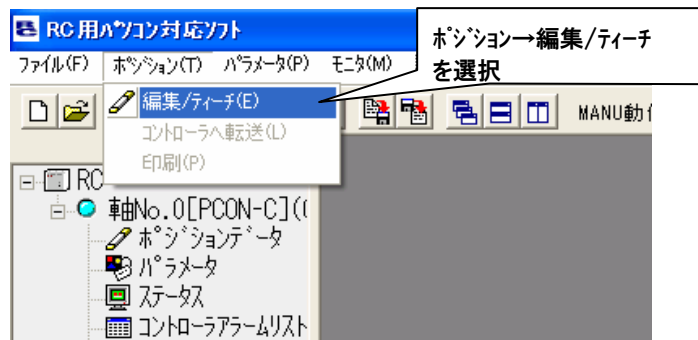 RC用ﾊﾟｿｺﾝ対応ｿﾌﾄ
ﾎﾟｼﾞｼｮﾝ→編集/ﾃｨｰﾁ
を選択
ﾌｧｲﾙ(F) ﾎﾟｼﾞｼｮﾝ(T) ﾊﾟﾗﾒｰﾀ(P) ﾓﾆﾀ(M)
編集/ﾃｨｰﾁ(E)
ｺﾝﾄﾛｰﾗへ転送(L)
印刷(P)
MANU動
RC
軸No.0[PCON-C](
ﾎﾟｼﾞｼｮﾝﾃﾞｰﾀ
ﾊﾟﾗﾒｰﾀ
ｽﾃｰﾀｽ
ｺﾝﾄﾛｰﾗｱﾗｰﾑﾘｽﾄ